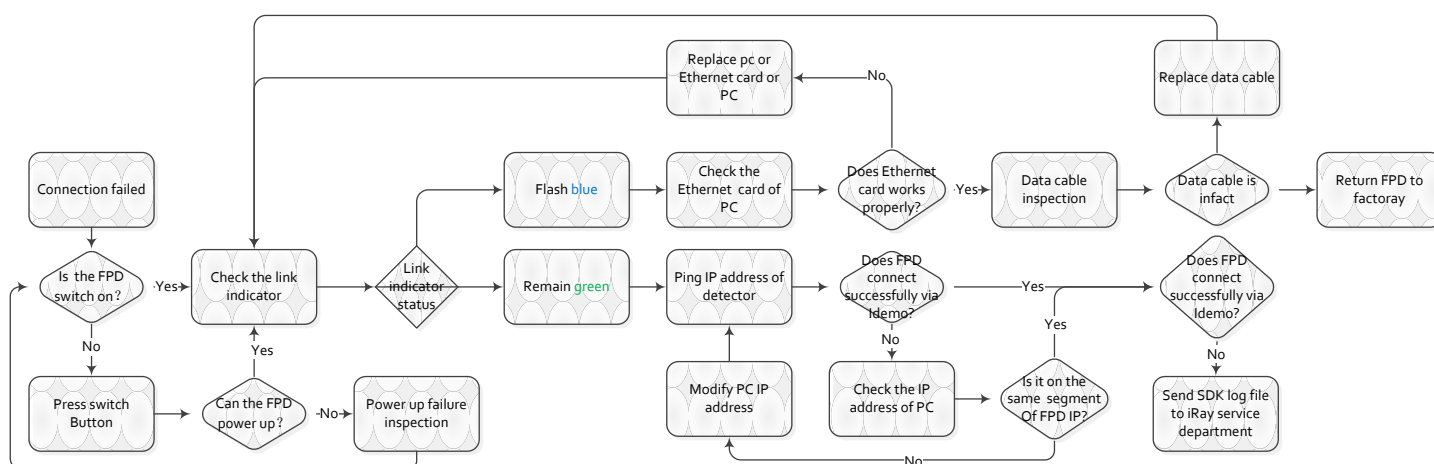 Replace pc or
Ethernet card or
PC
No
Replace data cable
Connection failed
Flash blue
Check the
Ethernet card of
PC
Does Ethernet
card works
properly?
Yes
Data cable
inspection
Data cable is
infact
Return FPD to
factoray
Is the FPD
switch on?
Yes
Check the link
indicator
Link
indicator
status
Remain green
Ping IP address of
detector
Does FPD
connect
successfully via
Idemo?
Yes
Does FPD
connect
successfully via
Idemo?
No
Yes
No
Yes
No
Press switch
Button
Can the FPD
power up?
No
Power up failure
inspection
Modify PC IP
address
Check the IP
address of PC
Is it on the
same segment
Of FPD IP?
Send SDK log file
to iRay service
department
No